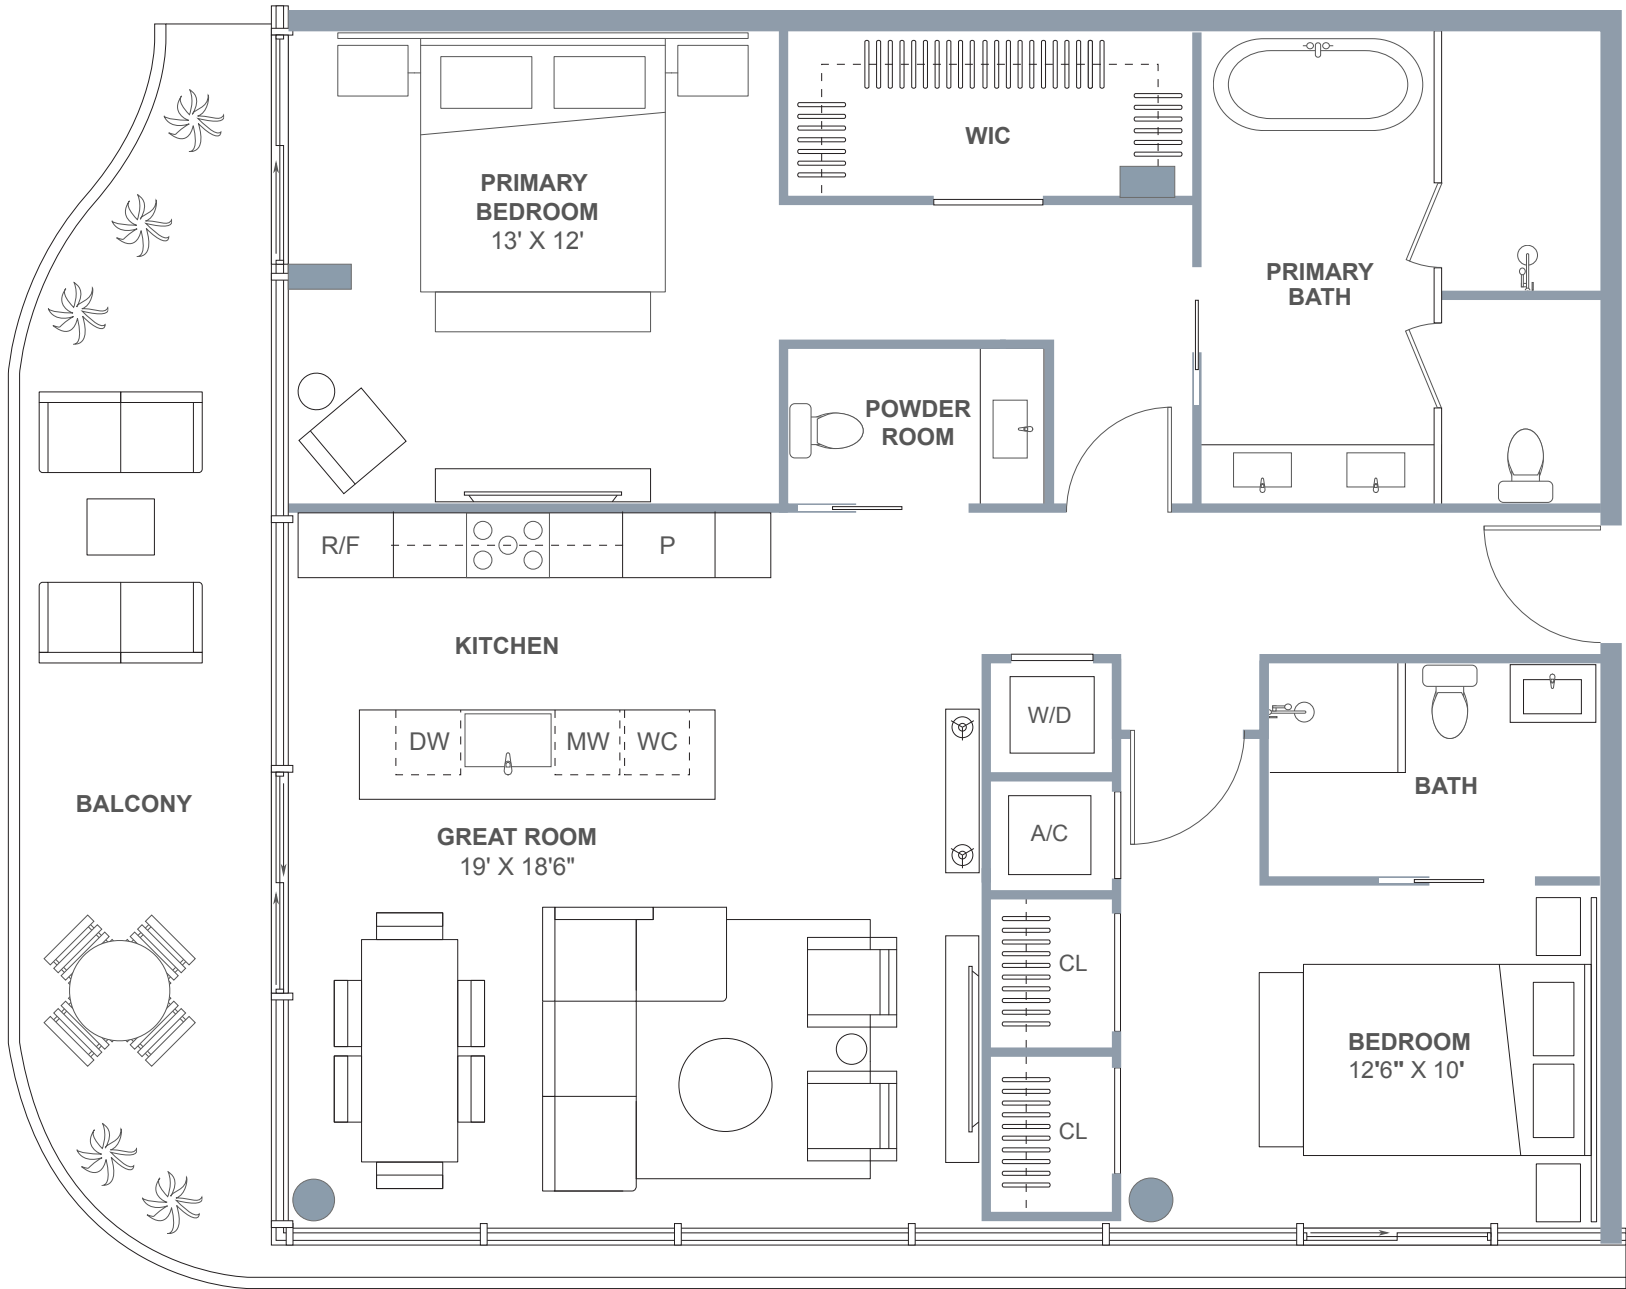 WIC
PRIMARY
BEDROOM
13' X 12'
PRIMARY
BATH
POWDER
ROOM
R/F
P
KITCHEN
DW
MW
WC
W/D
BATH
BALCONY
GREAT ROOM
19' X 18'6"
A/C
CL
BEDROOM
12'6" X 10'
CL